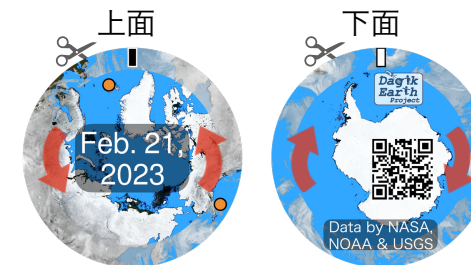 上面
下面
Feb. 21,
2023
Dagik
Earth
Project
Data by NASA,
NOAA & USGS